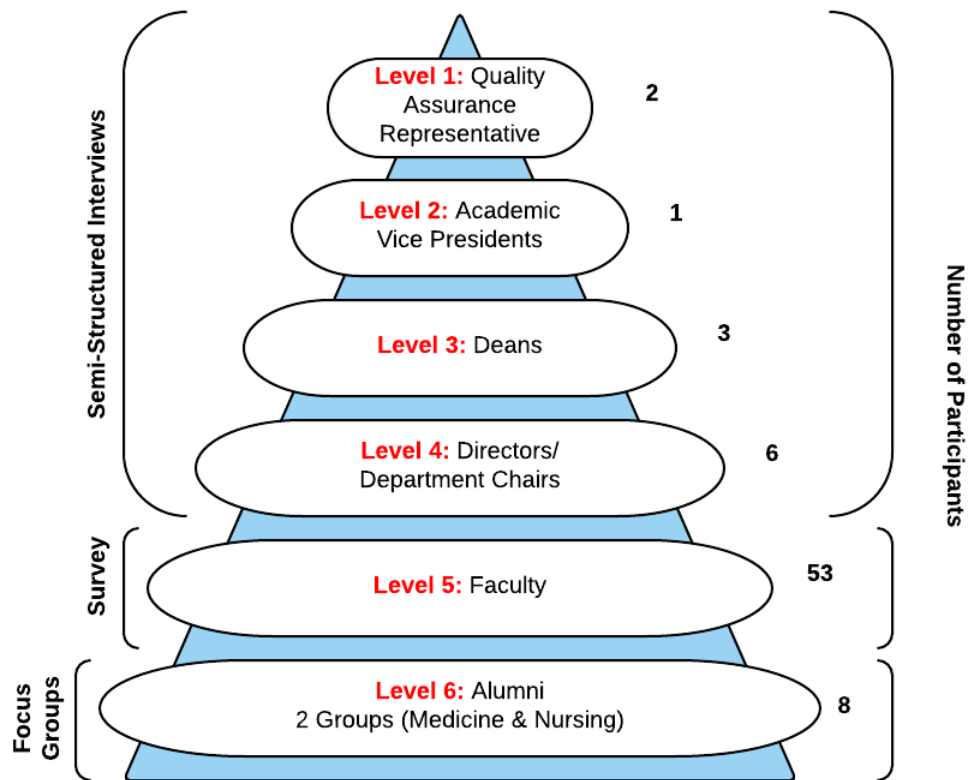 Semi-Structured Interviews
Level 1: Quality
Assurance
Representative
2
Level 2: Academic
Vice Presidents
1
Level 3: Deans
3
Level 4: Directors/
Department Chairs
6
Number of Participants
Survey
Level 5: Faculty
53
Focus
Groups
Level 6: Alumni
2 Groups (Medicine & Nursing)
8